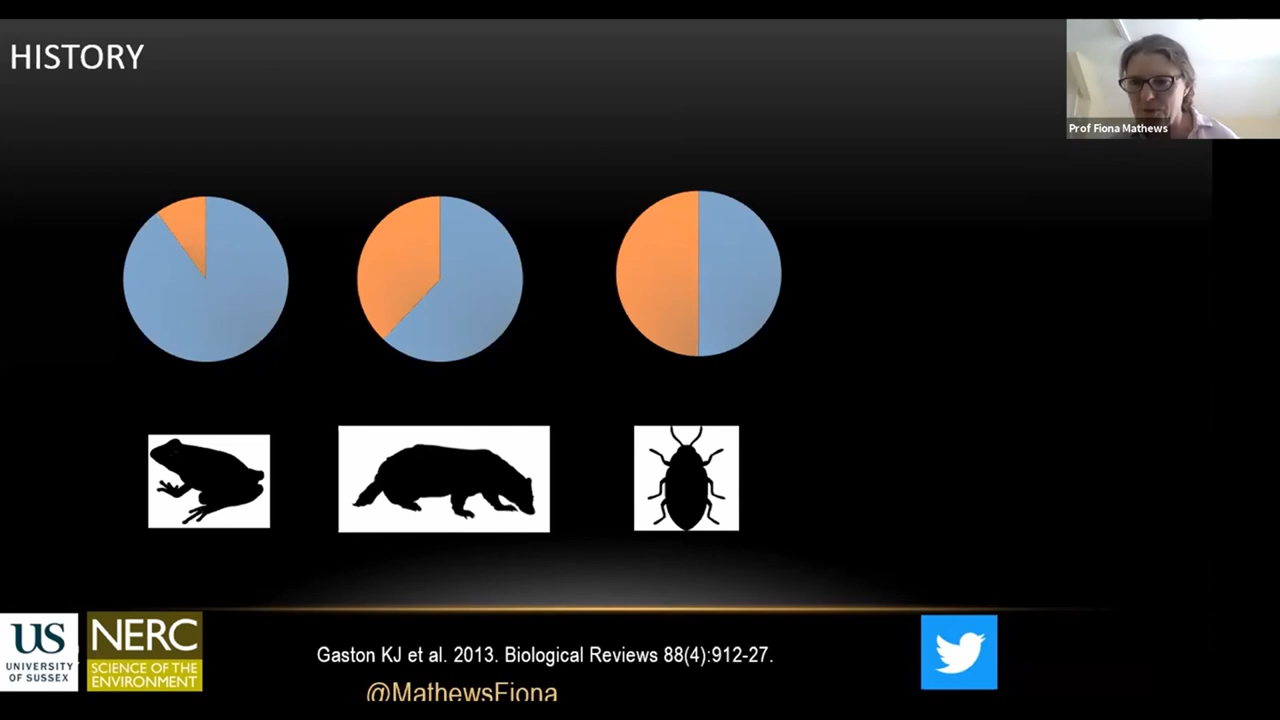 HISTORY
Prof Fiona Mathews
US
UNIVERSITY
OF SUSSEX
NERC
SCIENCE OF THE
ENVIRONMENT
Gaston KJ et al. 2013. Biological Reviews 88(4):912-27.
@MathewsFiona